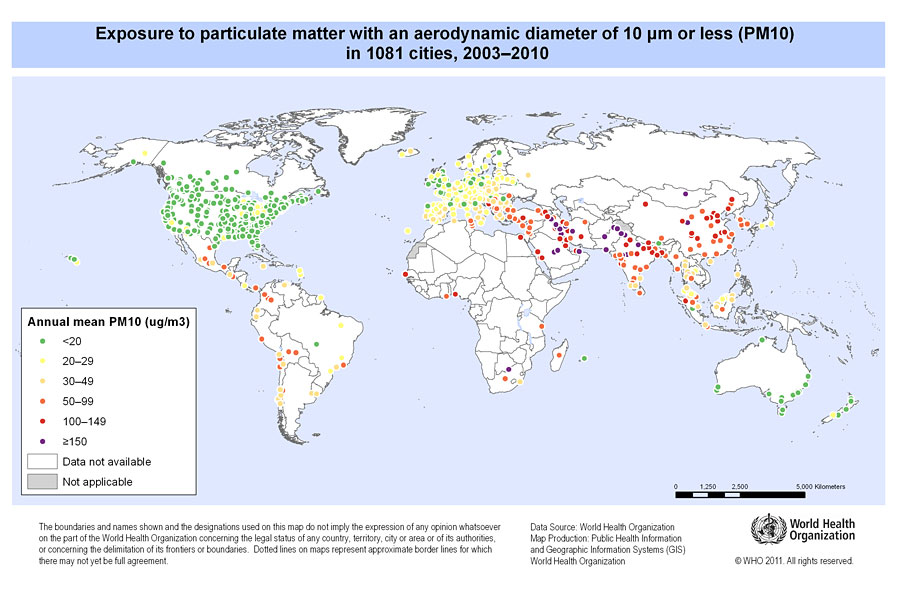 Exposure to particulate matter with an aerodynamic diameter of 10 µm or less (PM10)
in 1081 cities, 2003–2010
Annual mean PM10 (ug/m3)
<20
20–29
30–49
50–99
100–149
≥150
Data not available
Not applicable
0 1,250 2,500 5,000 Kilometers
The boundaries and names shown and the designations used on this map do not imply the expression of any opinion whatsoever
on the part of the World Health Organization concerning the legal status of any country, territory, city or area or of its authorities,
or concerning the delimitation of its frontiers or boundaries. Dotted lines on maps represent approximate border lines for which
there may not yet be full agreement.
Data Source: World Health Organization
Map Production: Public Health Information
and Geographic Information Systems (GIS)
World Health Organization
World Health
Organization
© WHO 2011. All rights reserved.